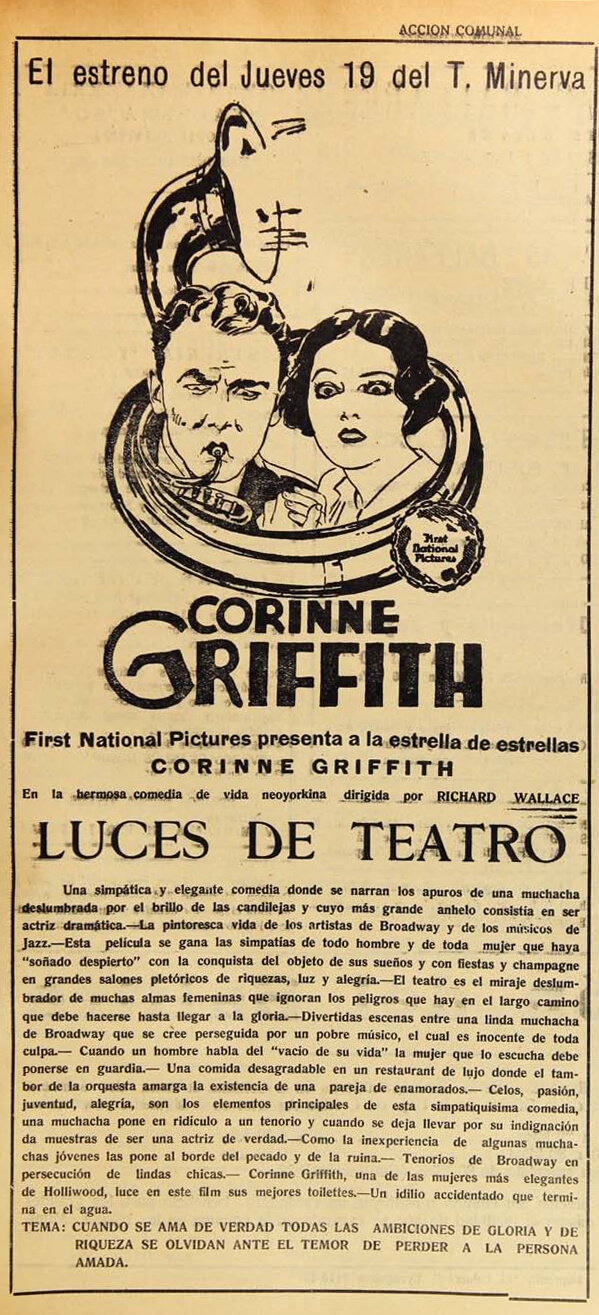 ACCION COMUNAL
El estreno del Jueves 19 del T. Minerva
First
National
Pictures
CORINNE
GRIFFITH
First National Pictures presenta a la estrella de estrellas
CORINNE GRIFFITH
En la hermosa comedia de vida neoyorkina dirigida por RICHARD WALLACE
LUCES DE TEATRO
Una simpática y elegante comedia donde se narran los apuros de una muchacha
deslumbrada por el brillo de las candilejas y cuyo más grande anhelo consistía en ser
actriz dramática.—La pintoresca vida de los artistas de Broadway y de los músicos de
Jazz.—Esta película se gana las simpatías de todo hombre y de toda mujer que haya
"soñado despierto" con la conquista del objeto de sus sueños y con fiestas y champagne
en grandes salones pletóricos de riquezas, luz y alegría.—El teatro es el miraje deslum-
brador de muchas almas femeninas que ignoran los peligros que hay en el largo camino
que debe hacerse hasta llegar a la gloria.—Divertidas escenas entre una linda muchacha
de Broadway que se cree perseguida por un pobre músico, el cual es inocente de toda
culpa.— Cuando un hombre habla del "vacío de su vida" la mujer que lo escucha debe
ponerse en guardia.— Una comida desagradable en un restaurant de lujo donde el tam-
bor de la orquesta amarga la existencia de una pareja de enamorados.— Celos, pasión,
juventud, alegría, son los elementos principales de esta simpatiquisima comedia,
una muchacha pone en ridículo a un tenorio y cuando se deja llevar por su indignación
da muestras de ser una actriz de verdad.—Como la inexperiencia de algunas mucha-
chas jóvenes las pone al borde del pecado y de la ruina.— Tenorios de Broadway en
persecución de lindas chicas.— Corinne Griffith, una de las mujeres más elegantes
de Holliwood, luce en este film sus mejores toilettes.—Un idilio accidentado que termi-
na en el agua.
TEMA: CUANDO SE AMA DE VERDAD TODAS LAS AMBICIONES DE GLORIA Y DE
RIQUEZA SE OLVIDAN ANTE EL TEMOR DE PERDER A LA PERSONA
AMADA.